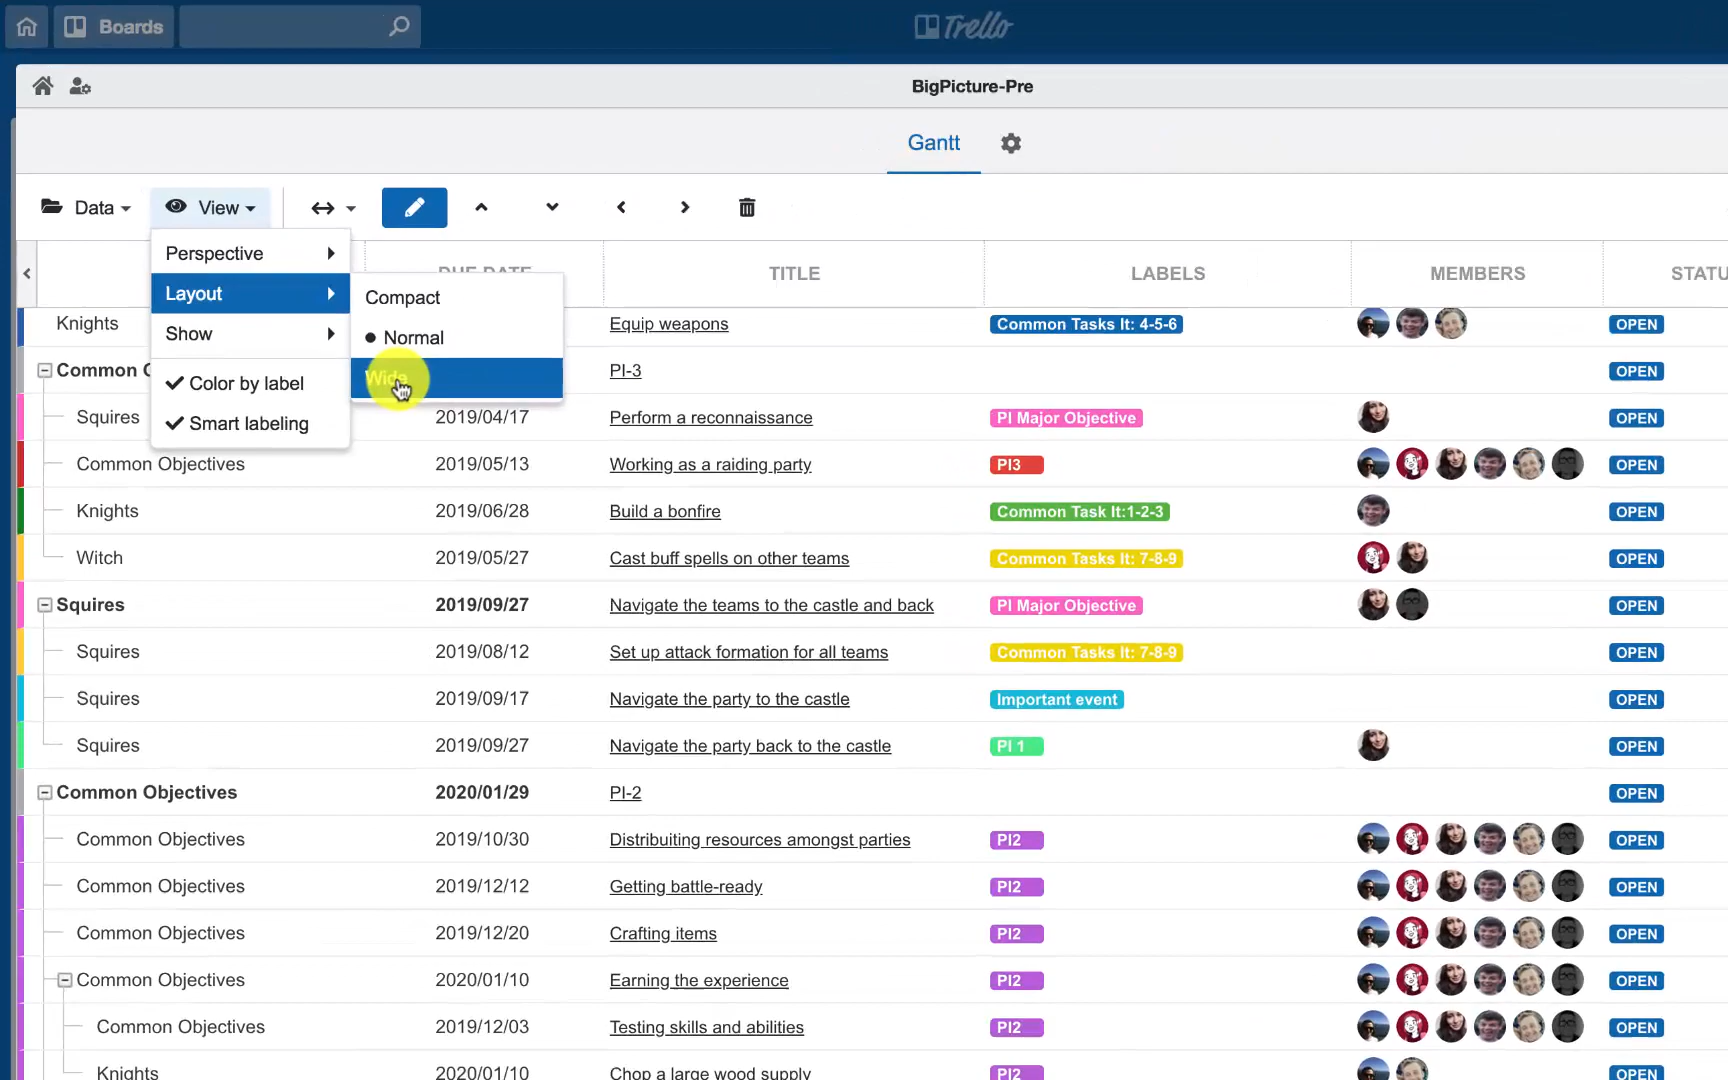 Boards
Trello
BigPicture-Pre
Gantt
Data
View
Perspective
Layout
Show
Color by label
Smart labeling
Compact
Normal
Wide
DUE DATE TITLE LABELS MEMBERS STATU
Knights Equip weapons Common Tasks It: 4-5-6 OPEN
Common O PI-3 OPEN
Squires 2019/04/17 Perform a reconnaissance PI Major Objective OPEN
Common Objectives 2019/05/13 Working as a raiding party PI3 OPEN
Knights 2019/06/28 Build a bonfire Common Task It:1-2-3 OPEN
Witch 2019/05/27 Cast buff spells on other teams Common Tasks It: 7-8-9 OPEN
Squires 2019/09/27 Navigate the teams to the castle and back PI Major Objective OPEN
Squires 2019/08/12 Set up attack formation for all teams Common Tasks It: 7-8-9 OPEN
Squires 2019/09/17 Navigate the party to the castle Important event OPEN
Squires 2019/09/27 Navigate the party back to the castle PI 1 OPEN
Common Objectives 2020/01/29 PI-2 OPEN
Common Objectives 2019/10/30 Distribuiting resources amongst parties PI2 OPEN
Common Objectives 2019/12/12 Getting battle-ready PI2 OPEN
Common Objectives 2019/12/20 Crafting items PI2 OPEN
Common Objectives 2020/01/10 Earning the experience PI2 OPEN
Common Objectives 2019/12/03 Testing skills and abilities PI2 OPEN
Knights 2020/01/10 Chop a large wood supply PI2 OPEN